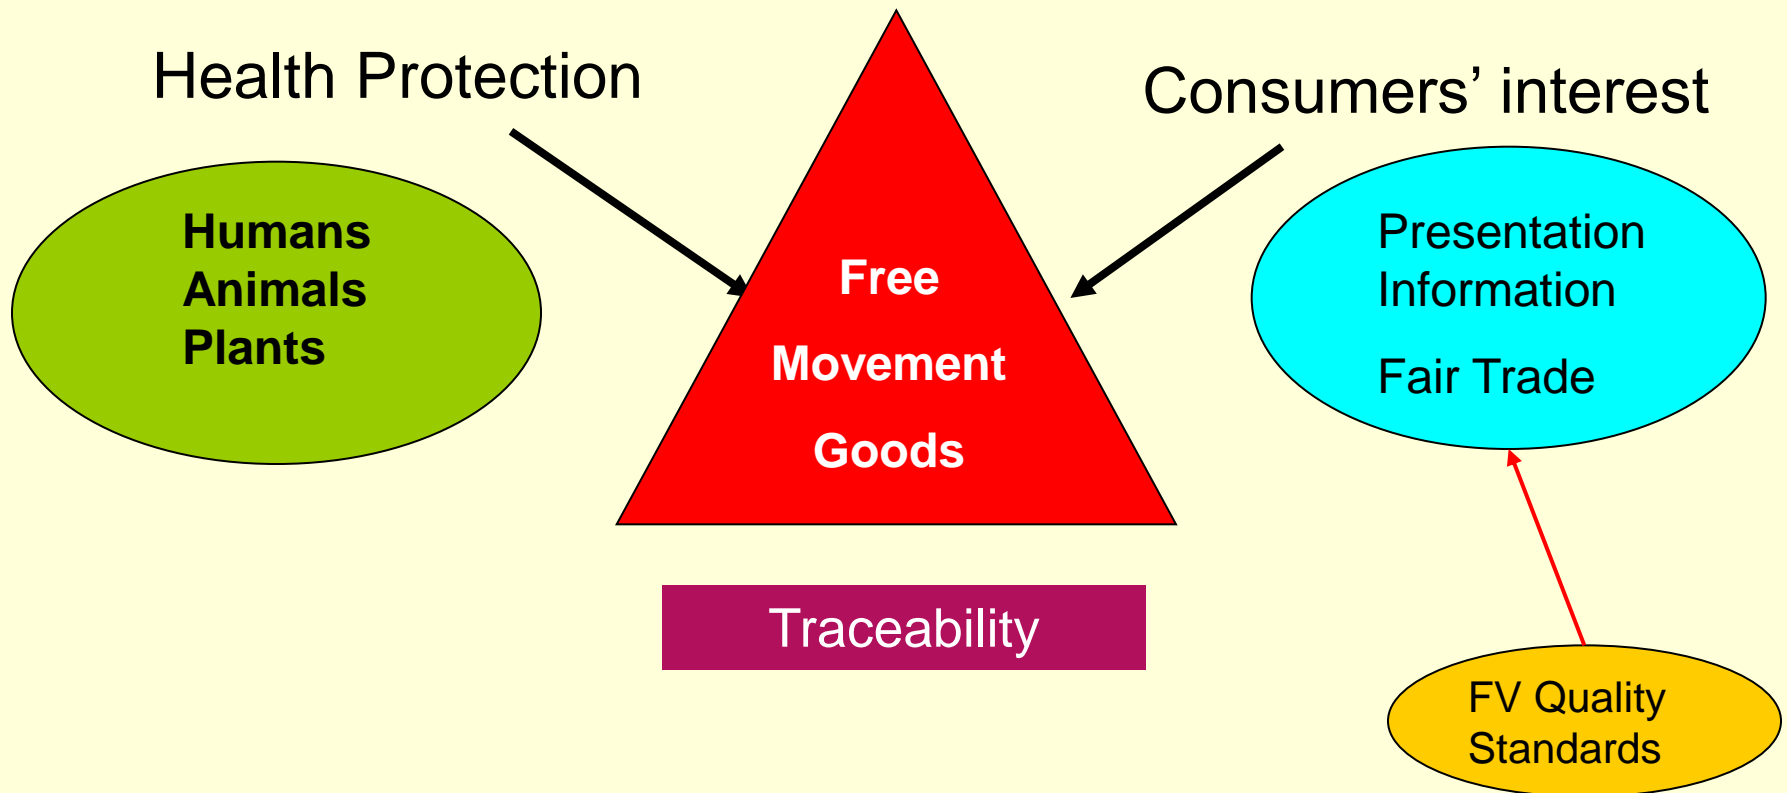 Health Protection
Consumers’ interest
Humans
Animals
Plants
Free
Movement
Goods
Presentation
Information
Fair Trade
Traceability
FV Quality
Standards